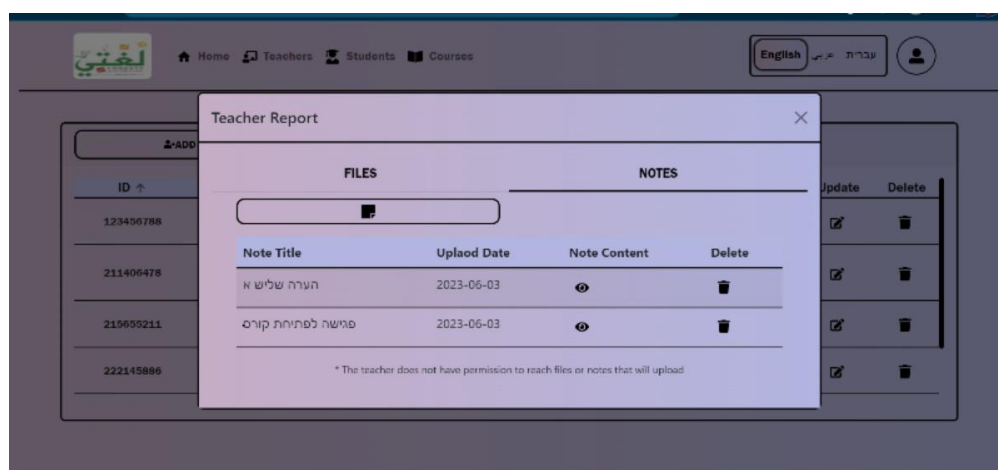 لغتي
Home Teachers Students Courses
English عربي עברית
Teacher Report
ADD
FILES NOTES
ID Update Delete
123456788
Note Title Uplaod Date Note Content Delete
211406478
הערה שליש א 2023-06-03
215655211
פגישה לפתיחת קורס 2023-06-03
222145886
* The teacher does not have permission to reach files or notes that will upload